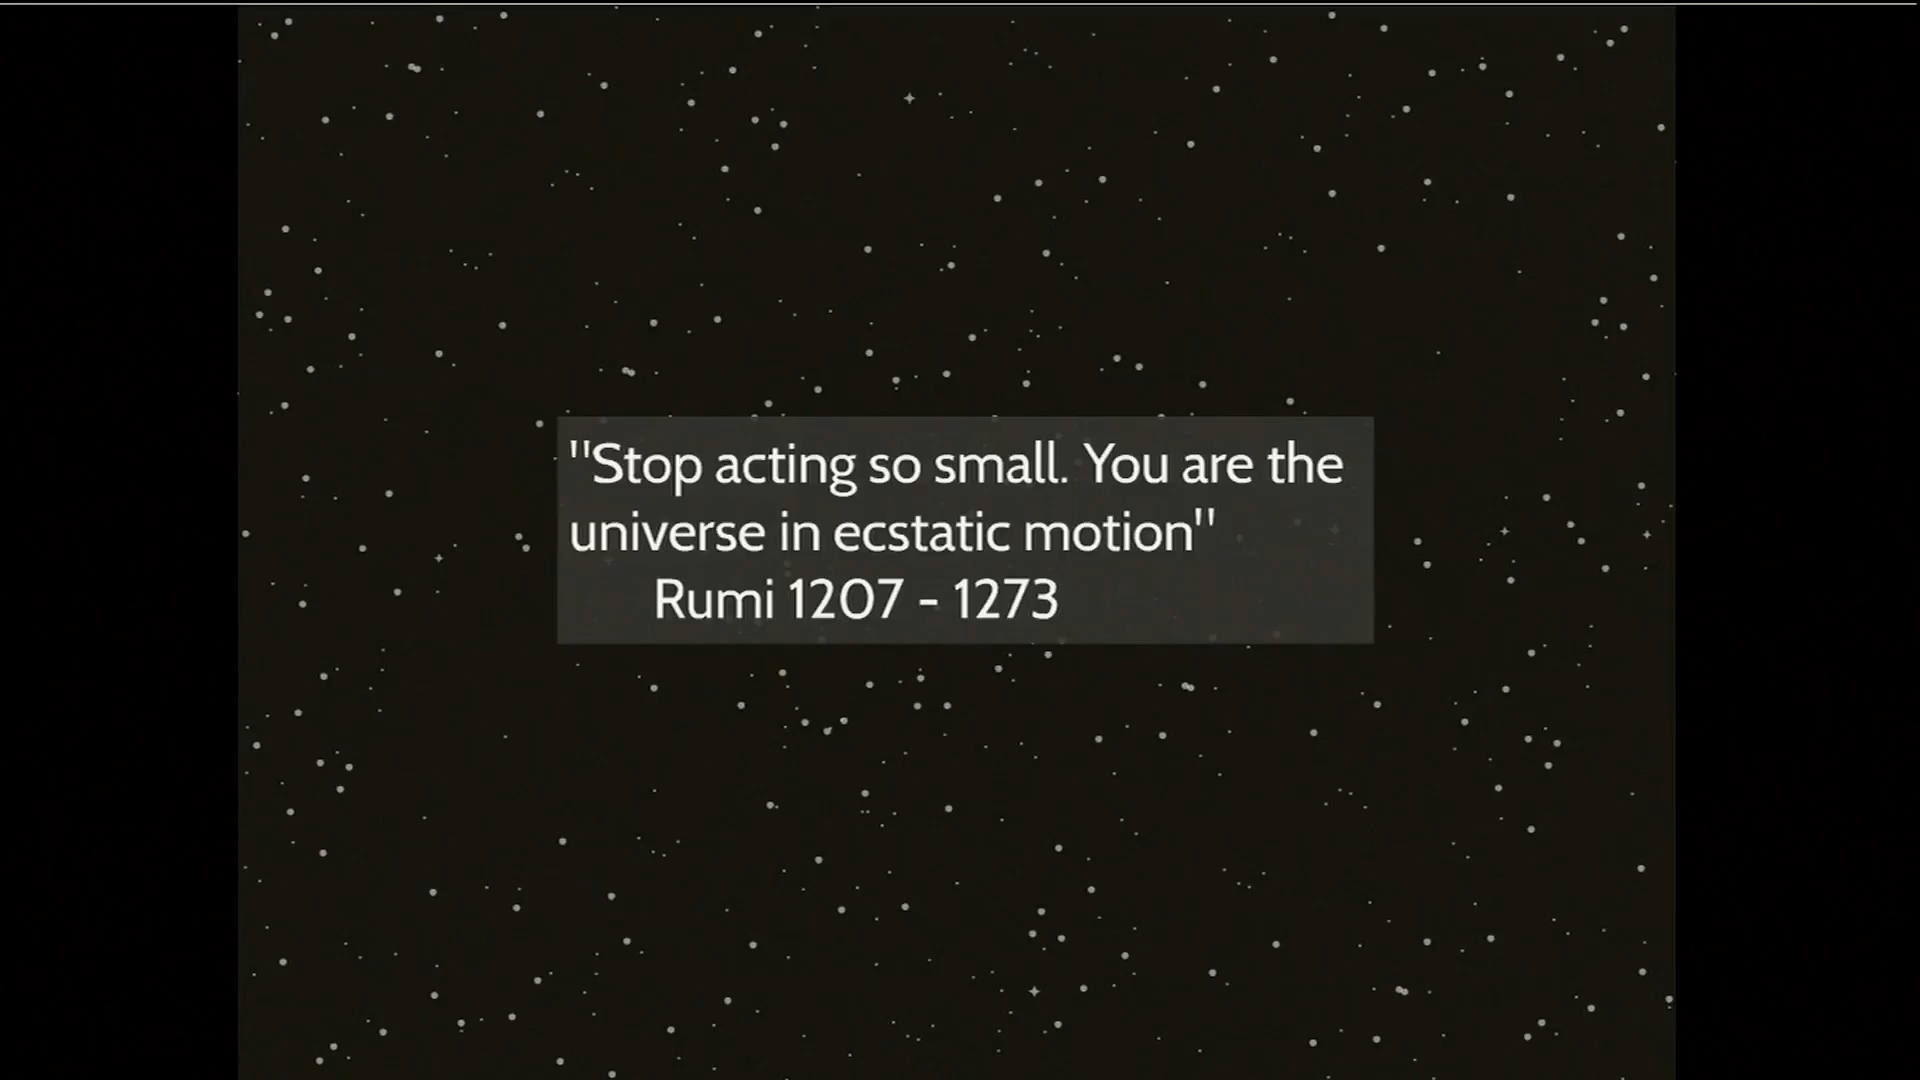 "Stop acting so small. You are the
universe in ecstatic motion"
Rumi 1207 - 1273